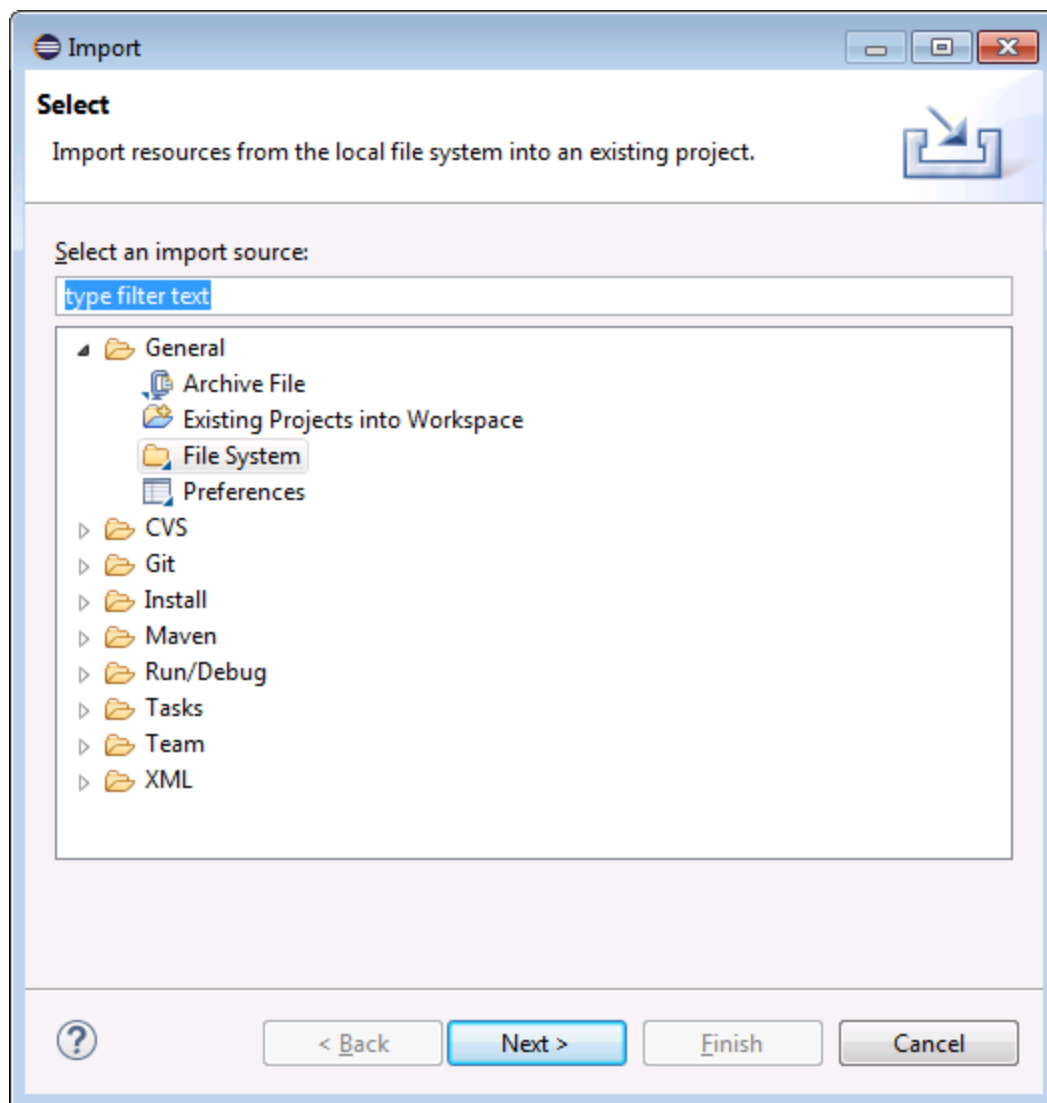 Import
Select
Import resources from the local file system into an existing project.
Select an import source:
type filter text
General
Archive File
Existing Projects into Workspace
File System
Preferences
CVS
Git
Install
Maven
Run/Debug
Tasks
Team
XML
? < Back Next > Finish Cancel